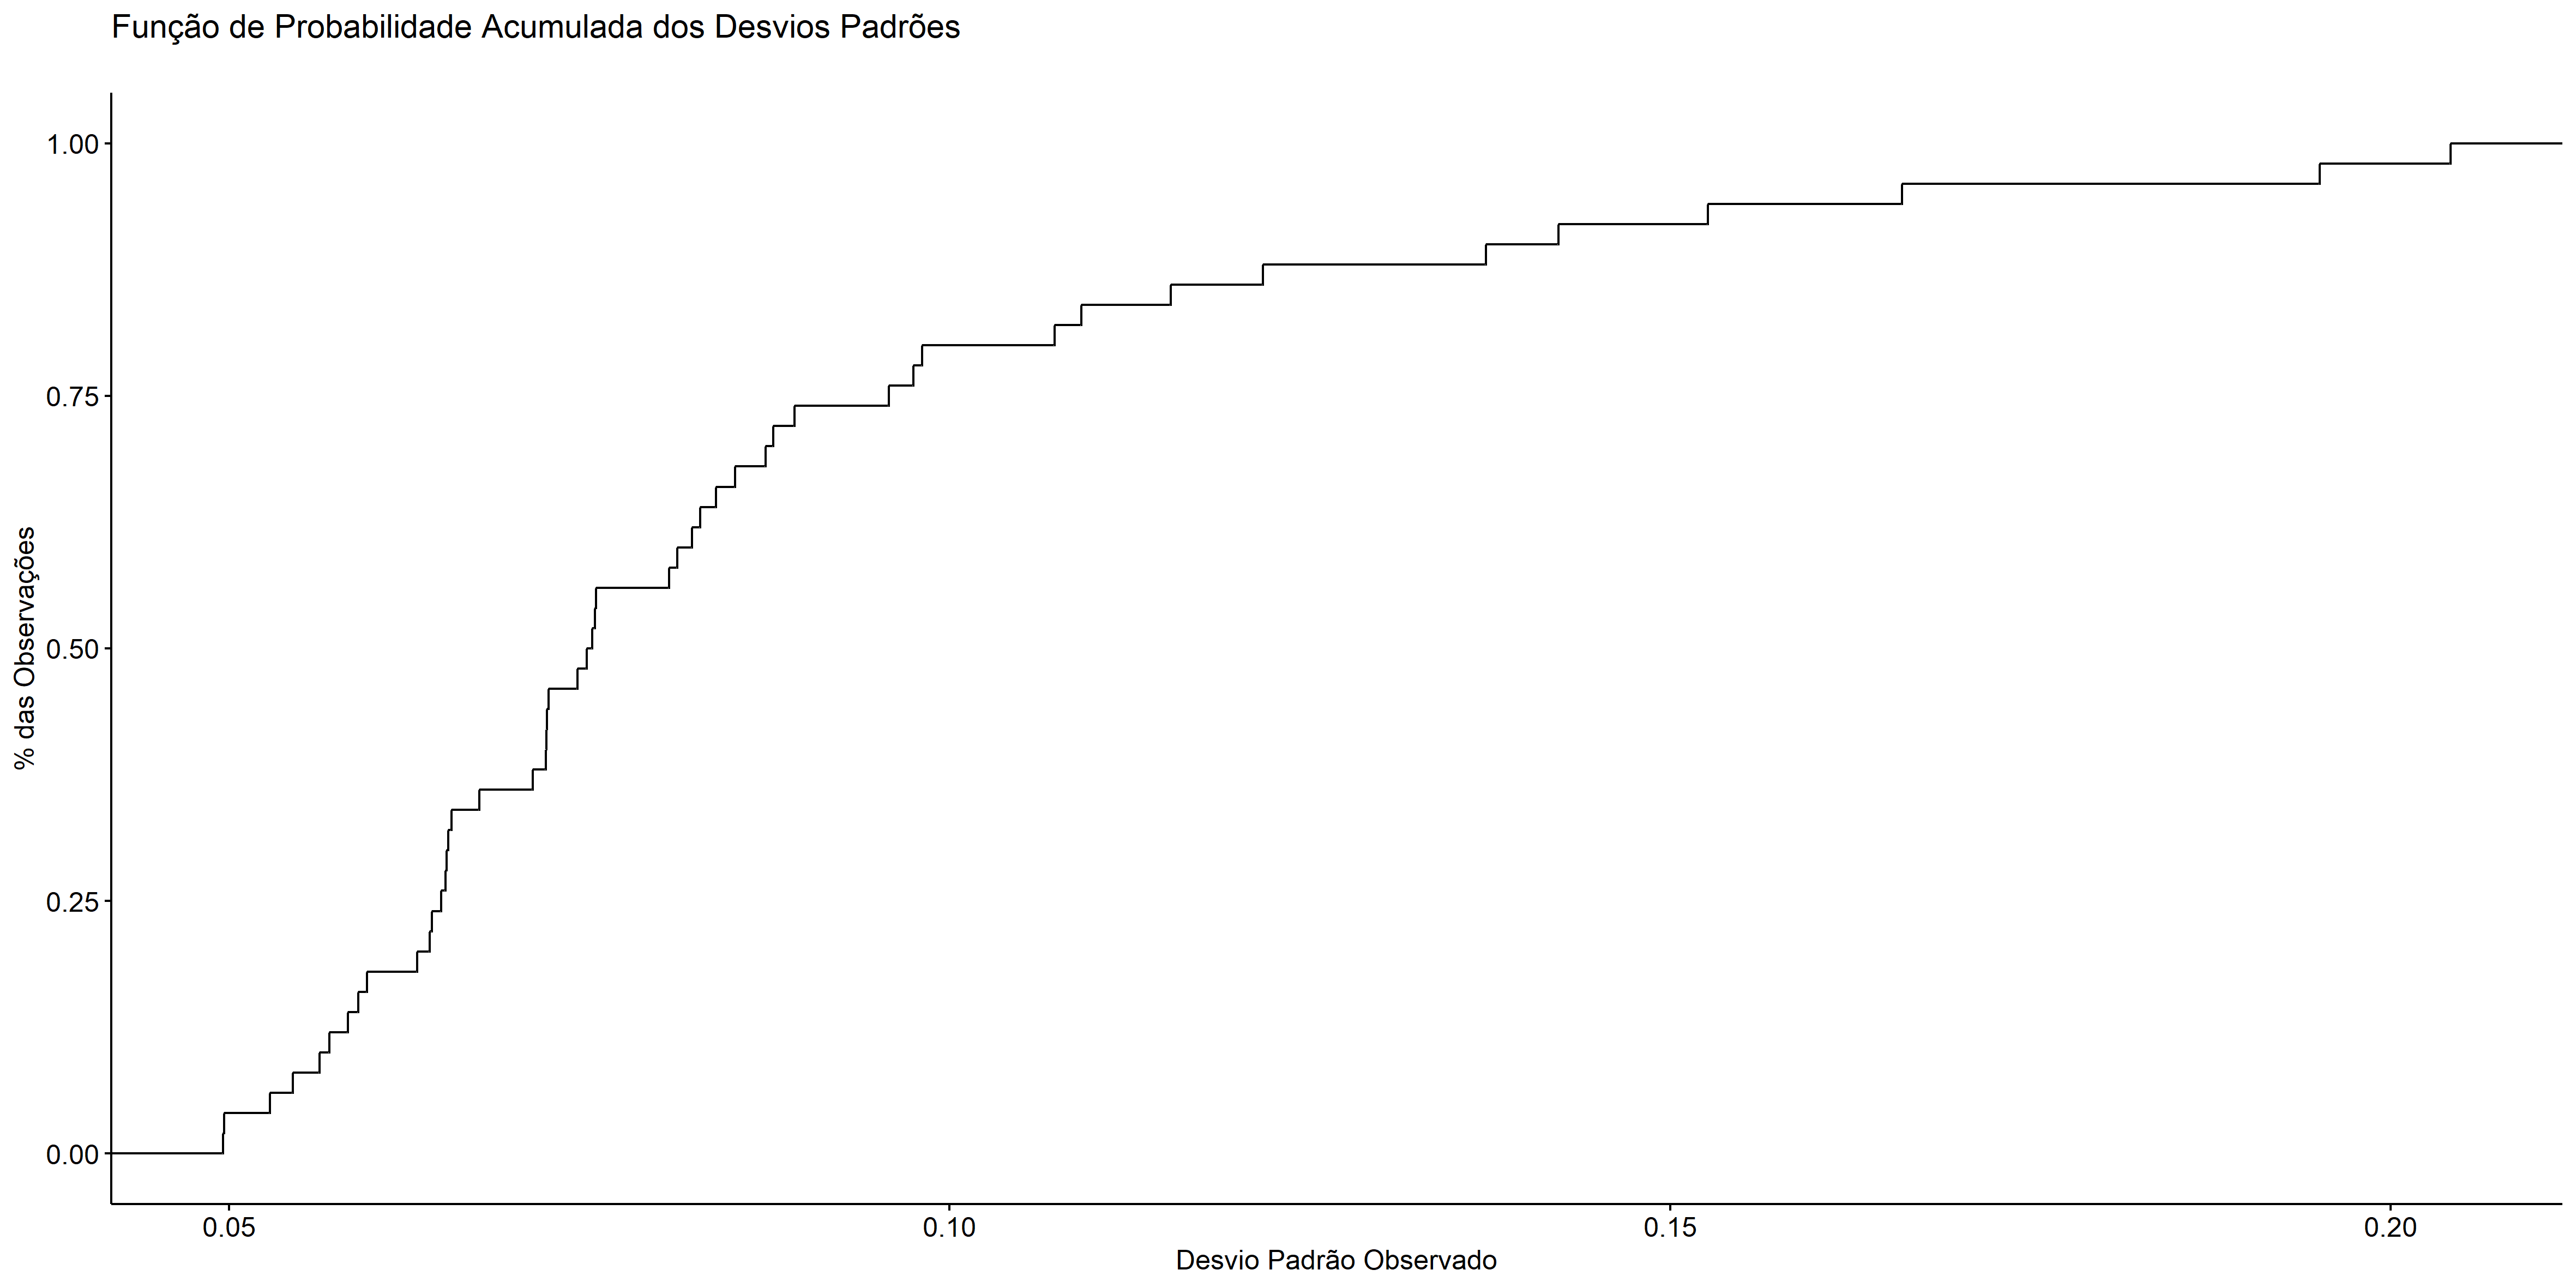 Função de Probabilidade Acumulada dos Desvios Padrões
1.00
0.75
0.50
0.25
0.00
% das Observações
0.05 0.10 0.15 0.20
Desvio Padrão Observado